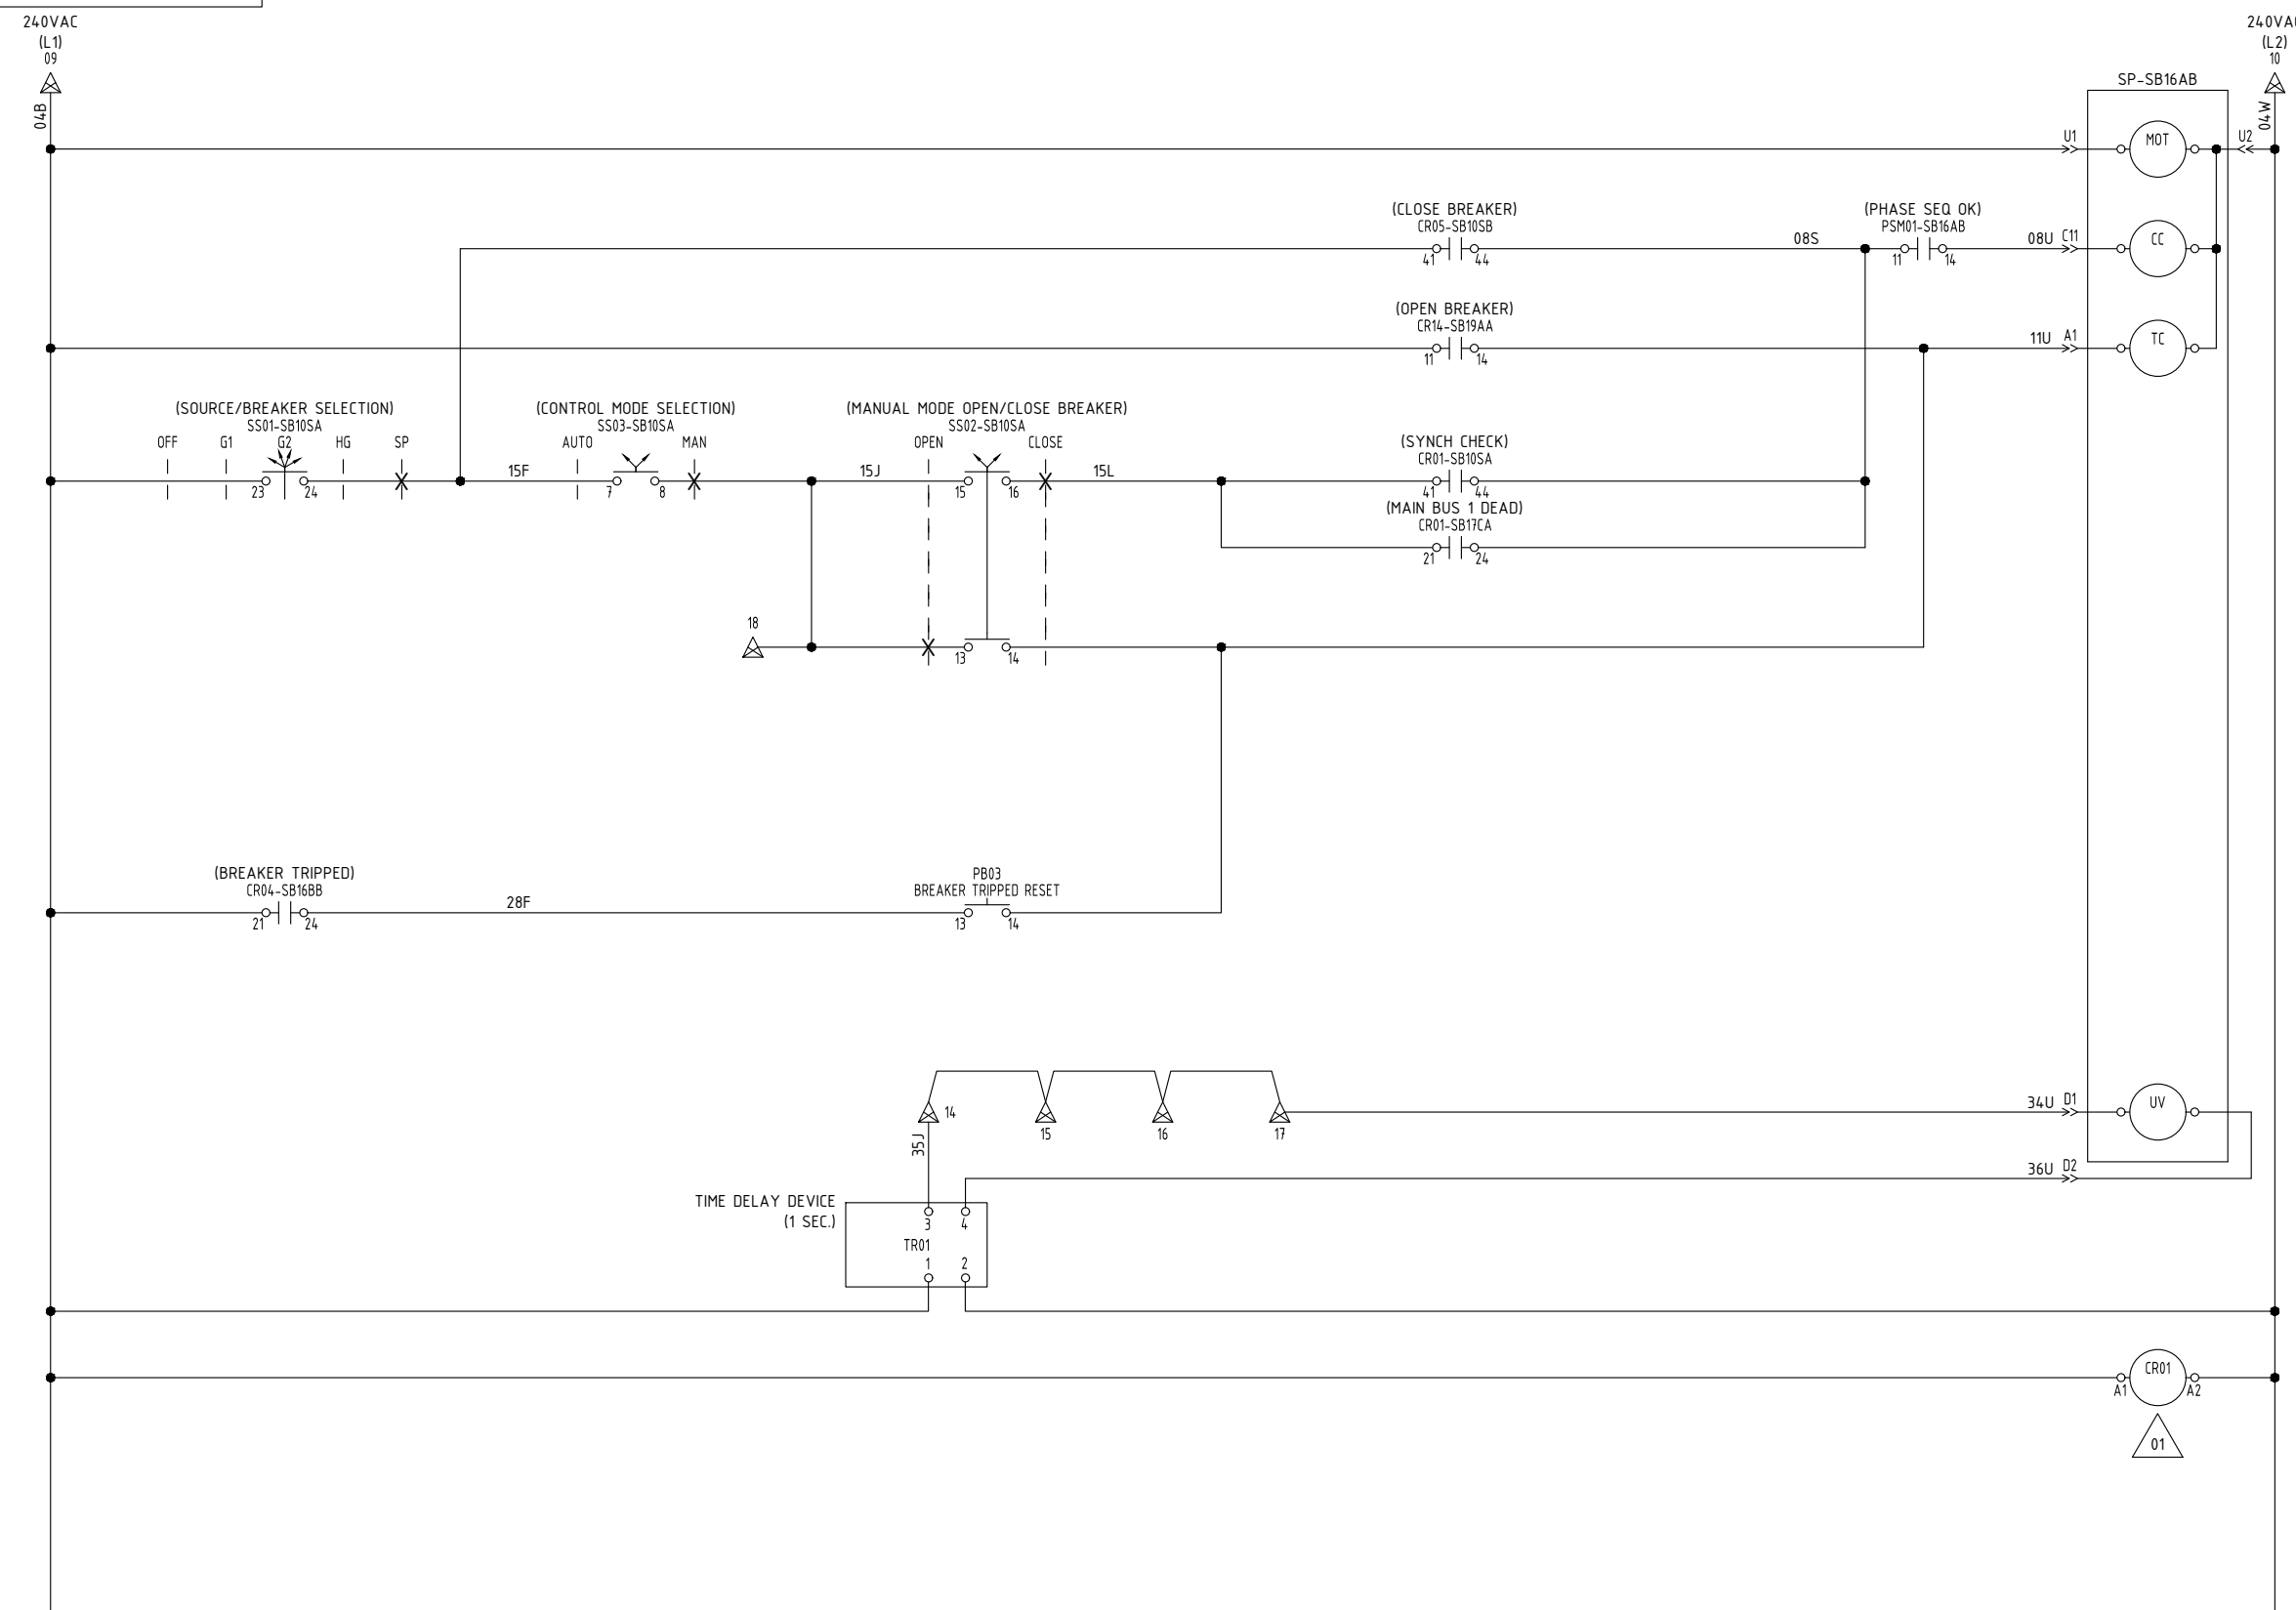 240VAC
(L1)
09
04B
240VA
(L2)
10
04W
SP-SB16AB
U1
MOT
U2
(CLOSE BREAKER)
CR05-SB10SB
41
44
08S
(PHASE SEQ OK)
PSM01-SB16AB
11
14
08U
C11
CC
(OPEN BREAKER)
CR14-SB19AA
11
14
11U
A1
TC
(SOURCE/BREAKER SELECTION)
SS01-SB10SA
OFF
G1
G2
HG
SP
23
24
15F
(CONTROL MODE SELECTION)
SS03-SB10SA
AUTO
MAN
7
8
15J
(MANUAL MODE OPEN/CLOSE BREAKER)
SS02-SB10SA
OPEN
CLOSE
15
16
15L
(SYNCH CHECK)
CR01-SB10SA
41
44
(MAIN BUS 1 DEAD)
CR01-SB17CA
21
24
18
13
14
(BREAKER TRIPPED)
CR04-SB16BB
21
24
28F
PB03
BREAKER TRIPPED RESET
13
14
14
15
16
17
35J
34U
D1
UV
36U
D2
TIME DELAY DEVICE
(1 SEC.)
3
4
TR01
1
2
CR01
A1
A2
01